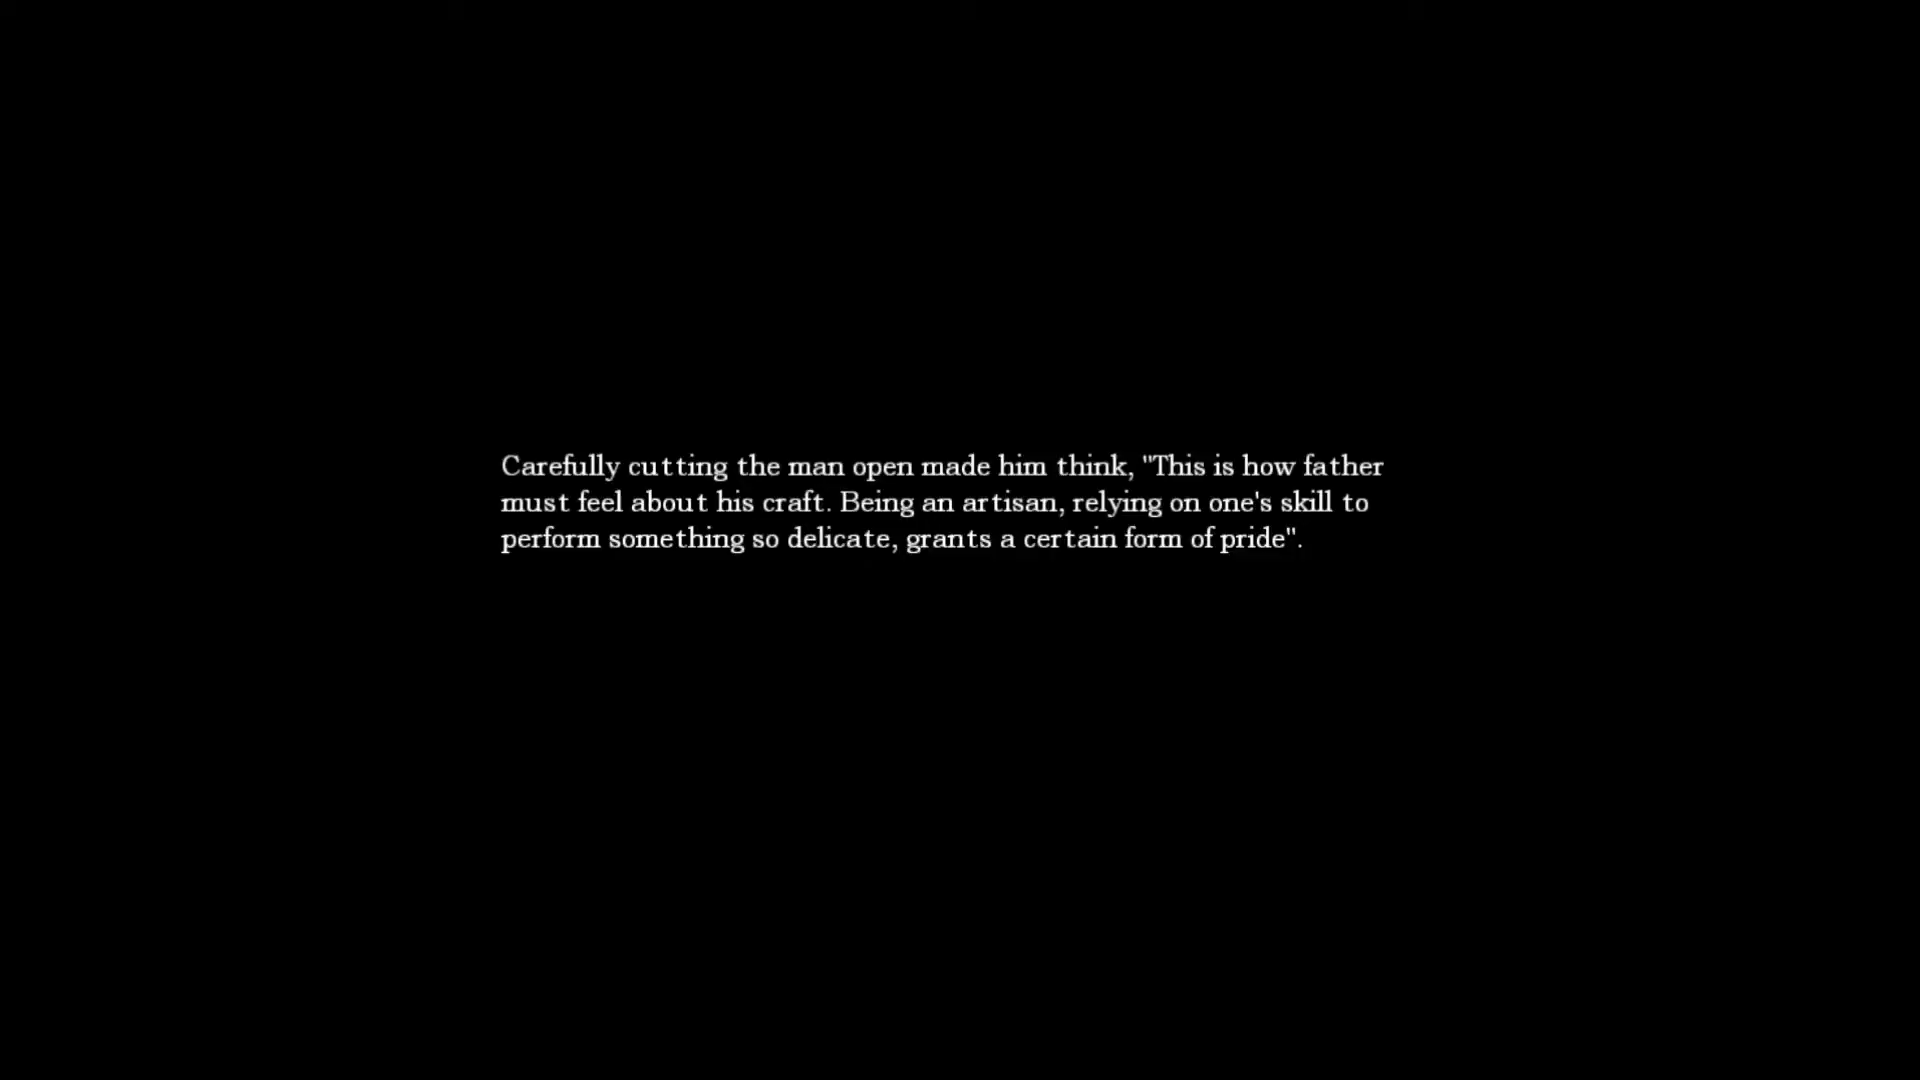 Carefully cutting the man open made him think, "This is how father
must feel about his craft. Being an artisan, relying on one's skill to
perform something so delicate, grants a certain form of pride".